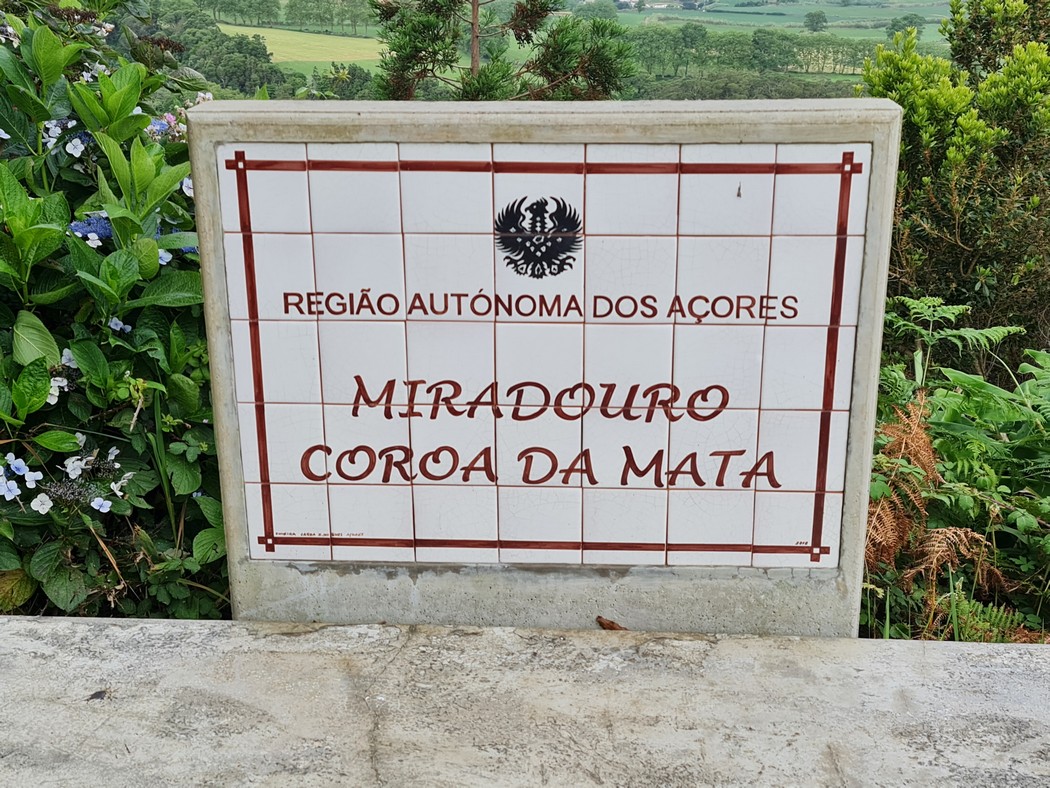 REGIÃO AUTÓNOMA DOS AÇORES
MIRADOURO
COROA DA MATA